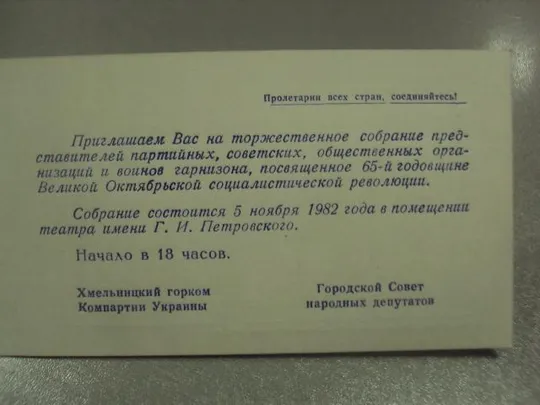 Пролетарии всех стран, соединяйтесь!
Приглашаем Вас на торжественное собрание пред-
ставителей партийных, советских, общественных орга-
низаций и воинов гарнизона, посвященное 65-й годовщине
Великой Октябрьской социалистической революции.
Собрание состоится 5 ноября 1982 года в помещении
театра имени Г. И. Петровского.
Начало в 18 часов.
Хмельницкий горком
Компартии Украины
Городской Совет
народных депутатов